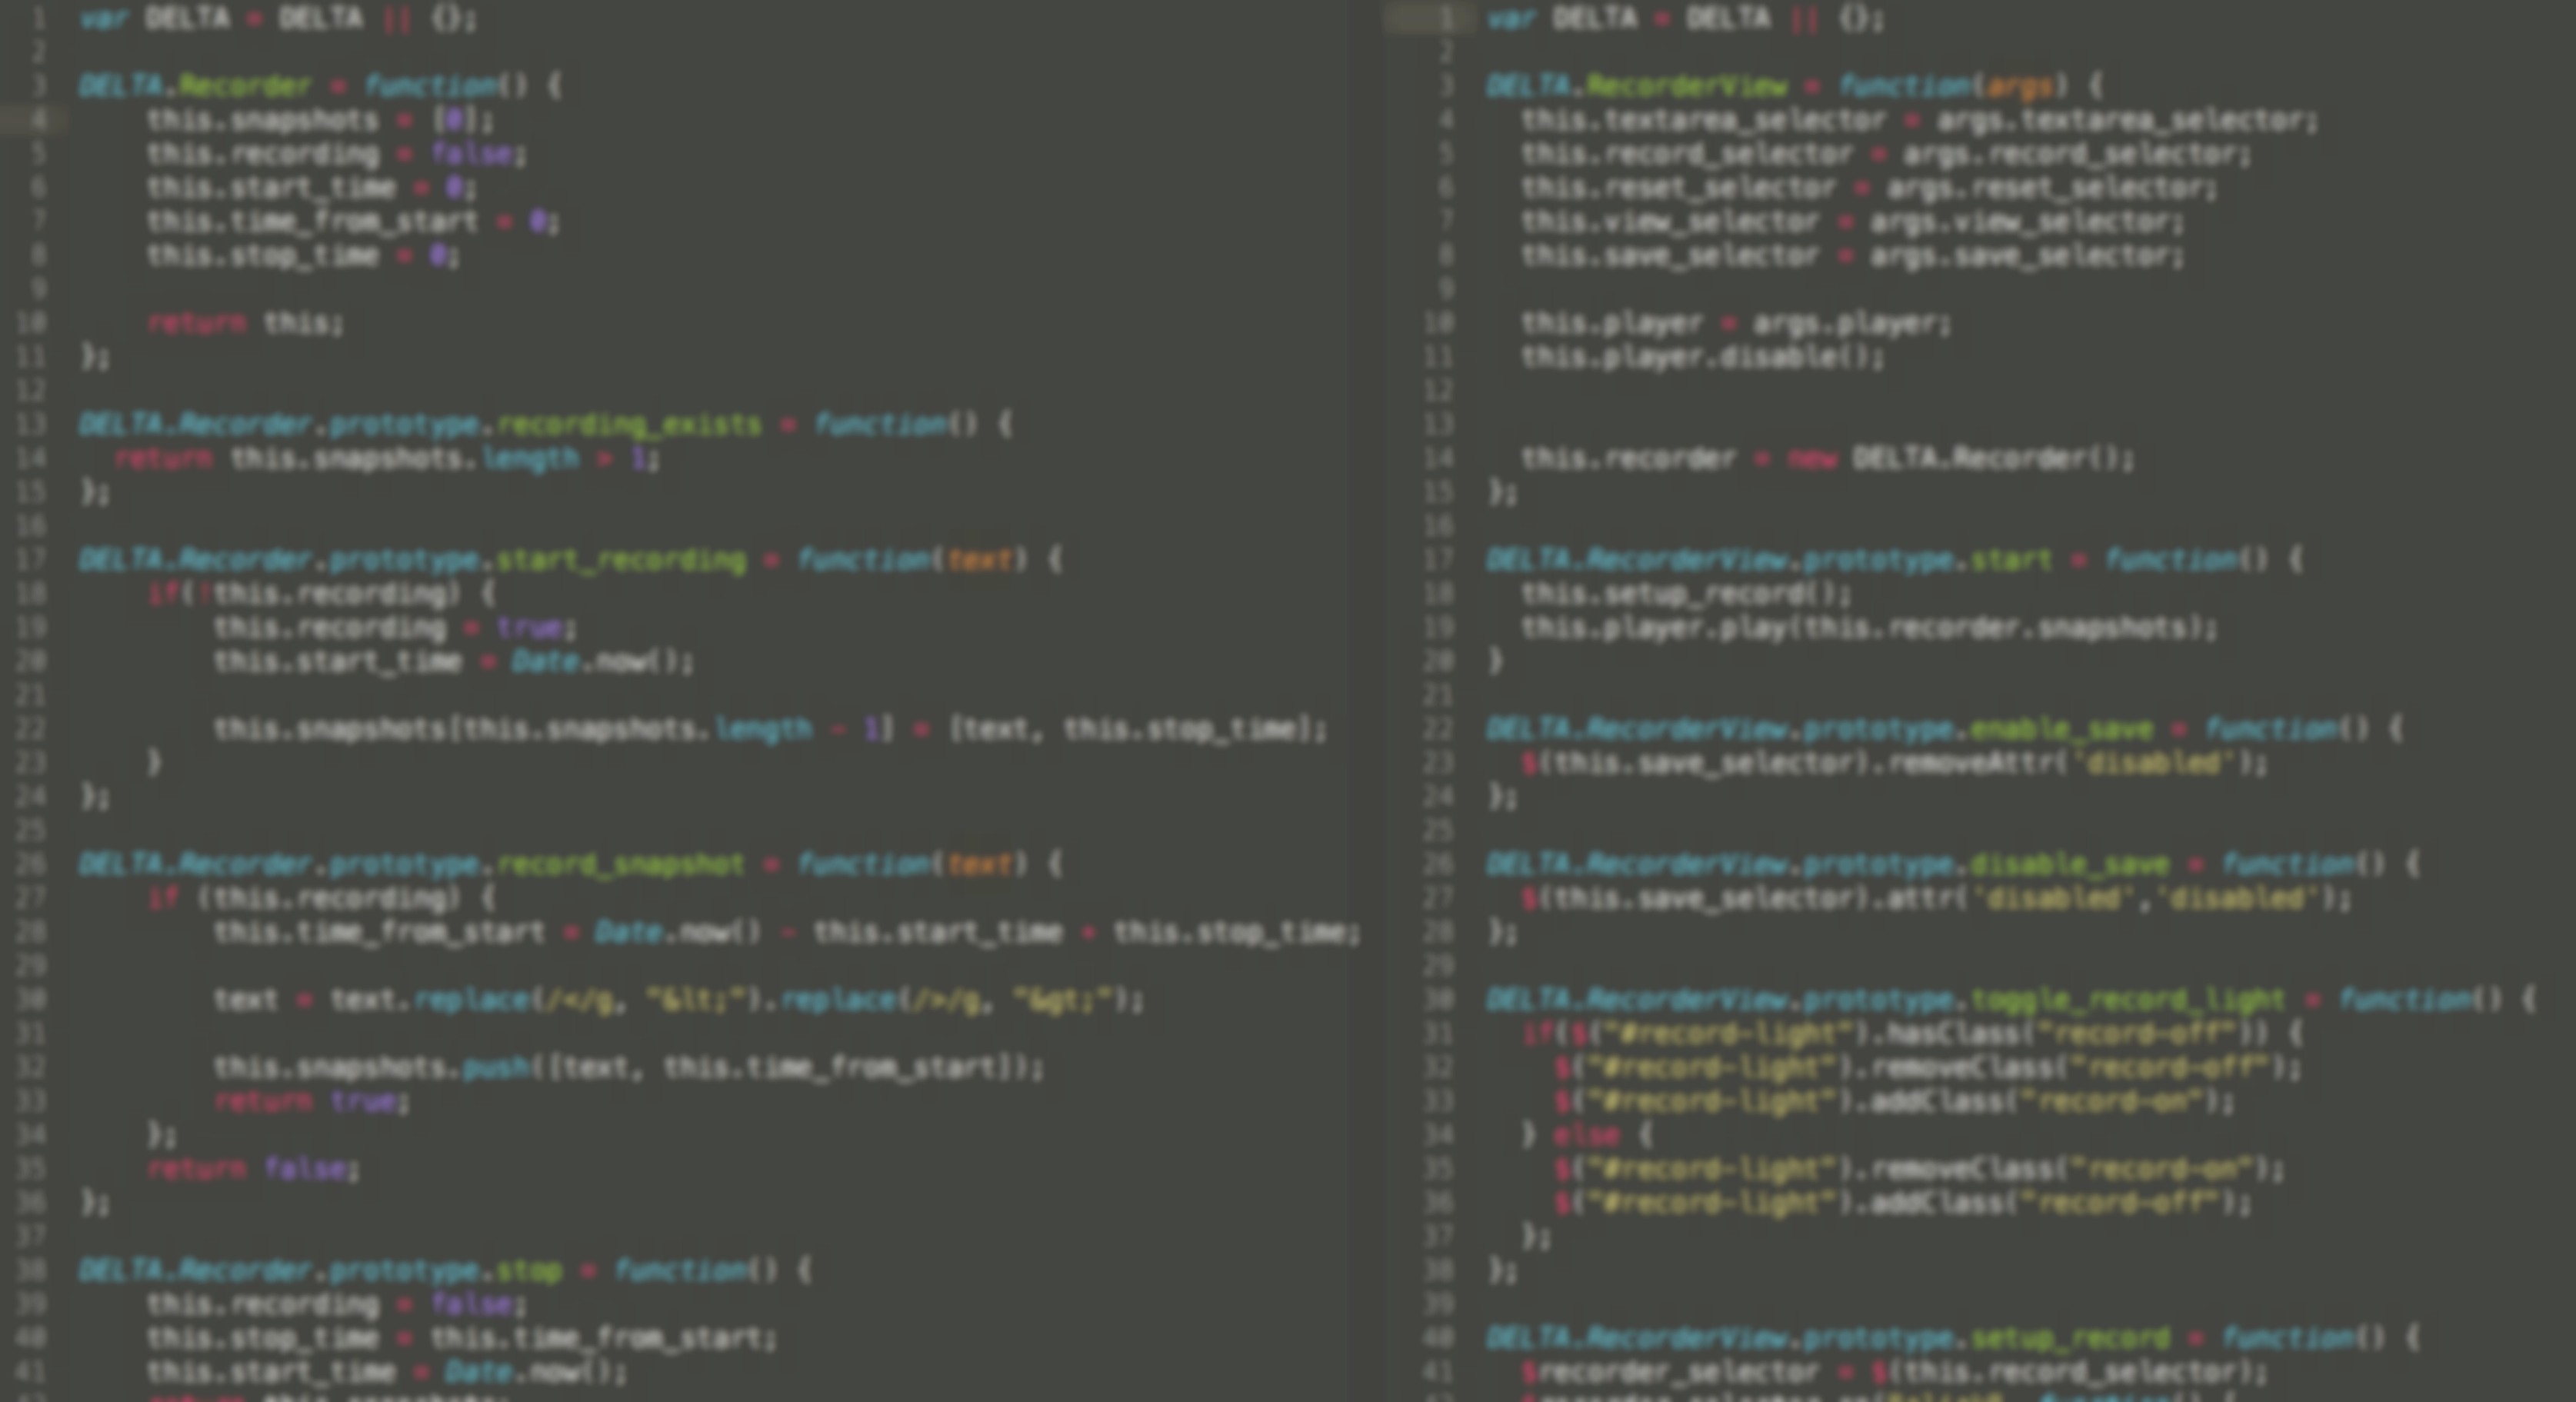 1 var DELTA = DELTA || {};
2
3 DELTA.Recorder = function() {
4 this.snapshots = [0];
5 this.recording = false;
6 this.start_time = 0;
7 this.time_from_start = 0;
8 this.stop_time = 0;
9
10 return this;
11 };
12
13 DELTA.Recorder.prototype.recording_exists = function() {
14 return this.snapshots.length > 1;
15 };
16
17 DELTA.Recorder.prototype.start_recording = function(text) {
18 if(!this.recording) {
19 this.recording = true;
20 this.start_time = Date.now();
21
22 this.snapshots[this.snapshots.length - 1] = [text, this.stop_time];
23 }
24 };
25
26 DELTA.Recorder.prototype.record_snapshot = function(text) {
27 if (this.recording) {
28 this.time_from_start = Date.now() - this.start_time + this.stop_time;
29
30 text = text.replace(/</g, "&lt;").replace(/>/g, "&gt;");
31
32 this.snapshots.push([text, this.time_from_start]);
33 return true;
34 };
35 return false;
36 };
37
38 DELTA.Recorder.prototype.stop = function() {
39 this.recording = false;
40 this.stop_time = this.time_from_start;
41 this.start_time = Date.now();
1 var DELTA = DELTA || {};
2
3 DELTA.RecorderView = function(args) {
4 this.textarea_selector = args.textarea_selector;
5 this.record_selector = args.record_selector;
6 this.reset_selector = args.reset_selector;
7 this.view_selector = args.view_selector;
8 this.save_selector = args.save_selector;
9
10 this.player = args.player;
11 this.player.disable();
12
13
14 this.recorder = new DELTA.Recorder();
15 };
16
17 DELTA.RecorderView.prototype.start = function() {
18 this.setup_record();
19 this.player.play(this.recorder.snapshots);
20 }
21
22 DELTA.RecorderView.prototype.enable_save = function() {
23 $(this.save_selector).removeAttr('disabled');
24 };
25
26 DELTA.RecorderView.prototype.disable_save = function() {
27 $(this.save_selector).attr('disabled','disabled');
28 };
29
30 DELTA.RecorderView.prototype.toggle_record_light = function() {
31 if($("#record-light").hasClass("record-off")) {
32 $("#record-light").removeClass("record-off");
33 $("#record-light").addClass("record-on");
34 } else {
35 $("#record-light").removeClass("record-on");
36 $("#record-light").addClass("record-off");
37 };
38 };
39
40 DELTA.RecorderView.prototype.setup_record = function() {
41 $recorder_selector = $(this.record_selector);